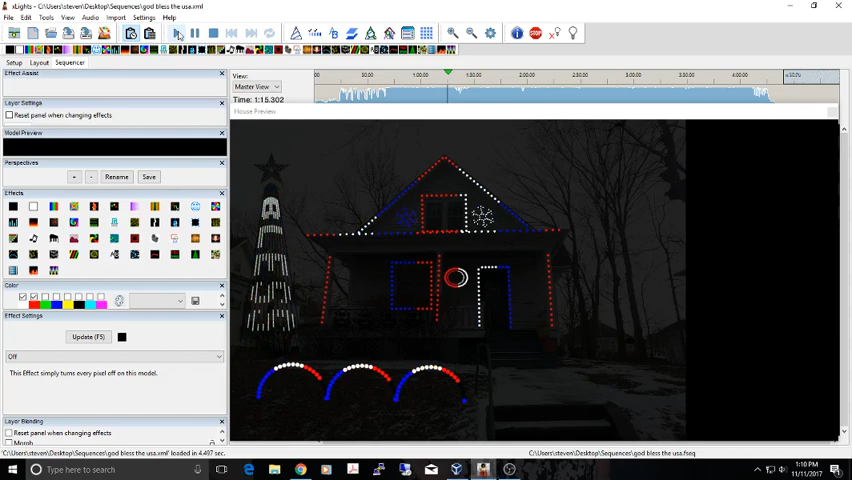 xLights - C:\Users\steven\Desktop\Sequences\god bless the usa.xml
File Edit Tools View Audio Import Settings Help
Setup Layout Sequencer
Effect Assist
Layer Settings
Reset panel when changing effects
Model Preview
Perspectives
+ - Rename Save
Effects
Color
Effect Settings
Update (F5)
Off
This Effect simply turns every pixel off on this model.
Layer Blending
Reset panel when changing effects
Morph
View:
Master View
Time: 1:15.302
House Preview
'C:\Users\steven\Desktop\Sequences\god bless the usa.xml' loaded in 4.497 sec.
C:\Users\steven\Desktop\Sequences\god bless the usa.fseq
Type here to search
1:10 PM
11/11/2017